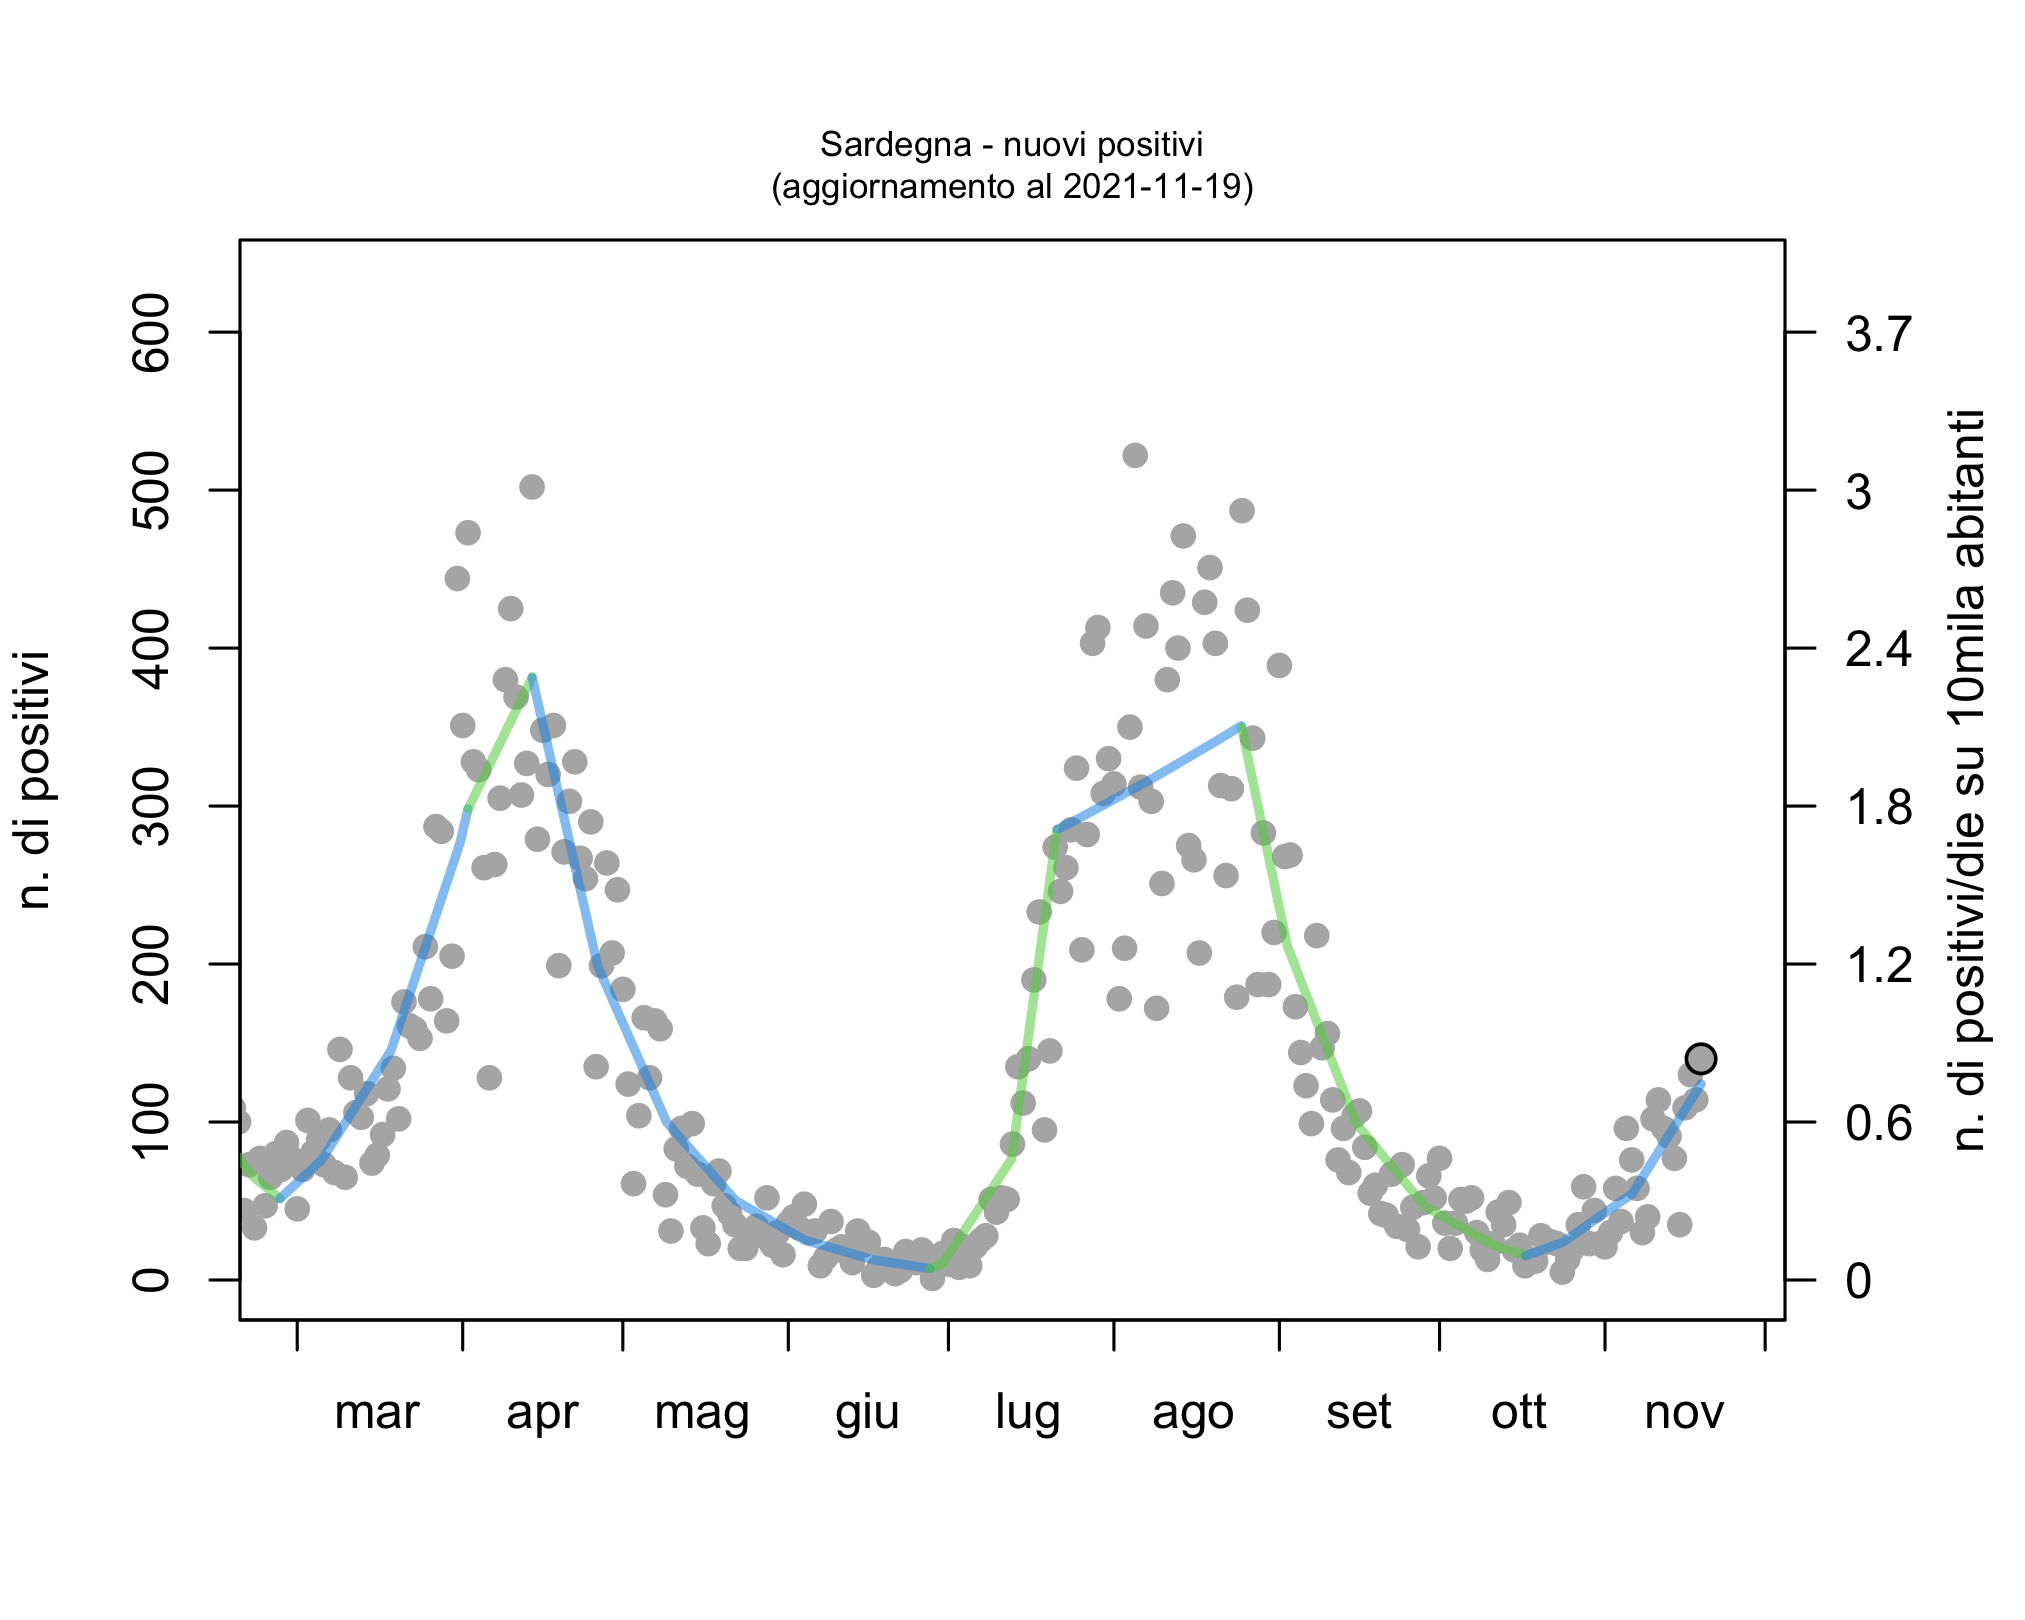 Sardegna - nuovi positivi
(aggiornamento al 2021-11-19)
n. di positivi
600
500
400
300
200
100
0
3.7
3
2.4
1.8
1.2
0.6
0
n. di positivi/die su 10mila abitanti
mar apr mag giu lug ago set ott nov